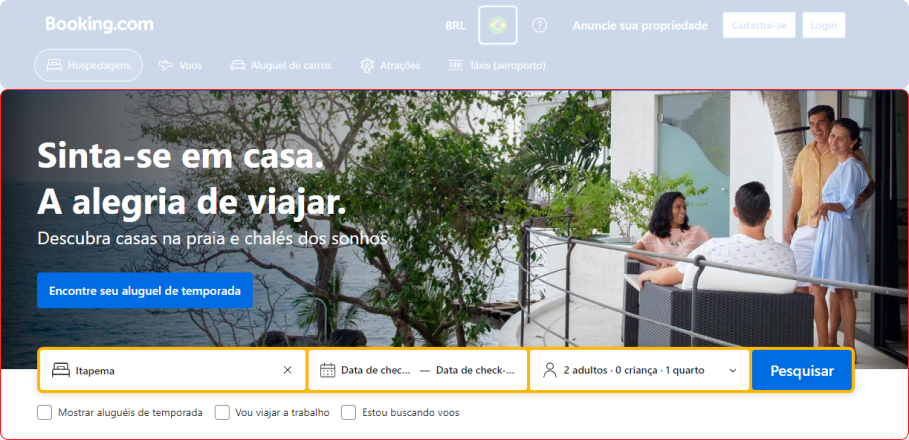 Booking.com
BRL
Anuncie sua propriedade
Cadastre-se
Login
Hospedagens
Voos
Aluguel de carros
Atrações
TAXI
Táxis (aeroporto)
Sinta-se em casa.
A alegria de viajar.
Descubra casas na praia e chalés dos sonhos
Encontre seu aluguel de temporada
Itapema
Data de chec... — Data de check-...
2 adultos · 0 criança · 1 quarto
Pesquisar
Mostrar aluguéis de temporada
Vou viajar a trabalho
Estou buscando voos